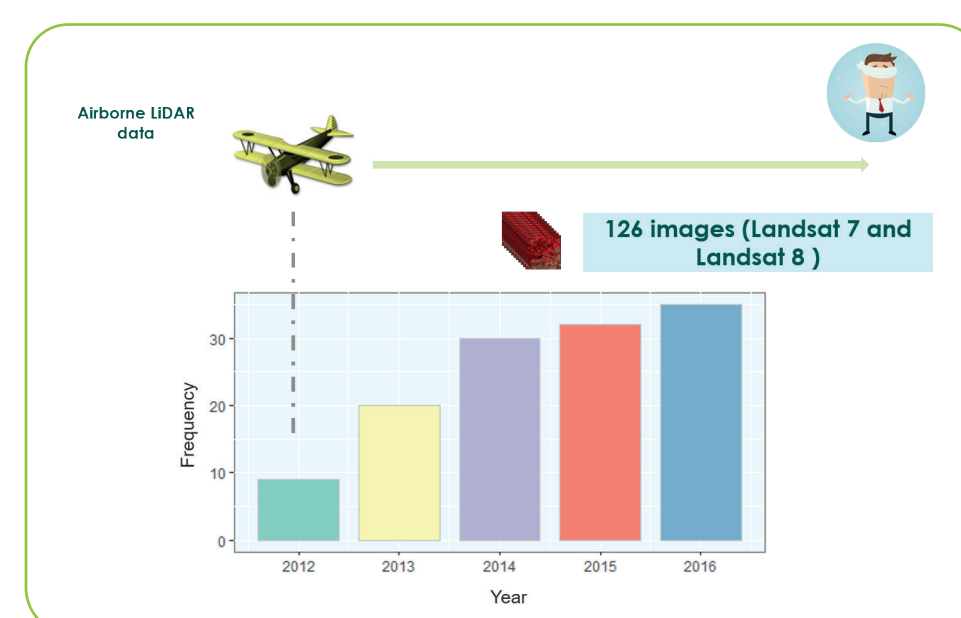 Airborne LiDAR
data
126 images (Landsat 7 and
Landsat 8 )
Frequency
30
20
10
0
2012 2013 2014 2015 2016
Year